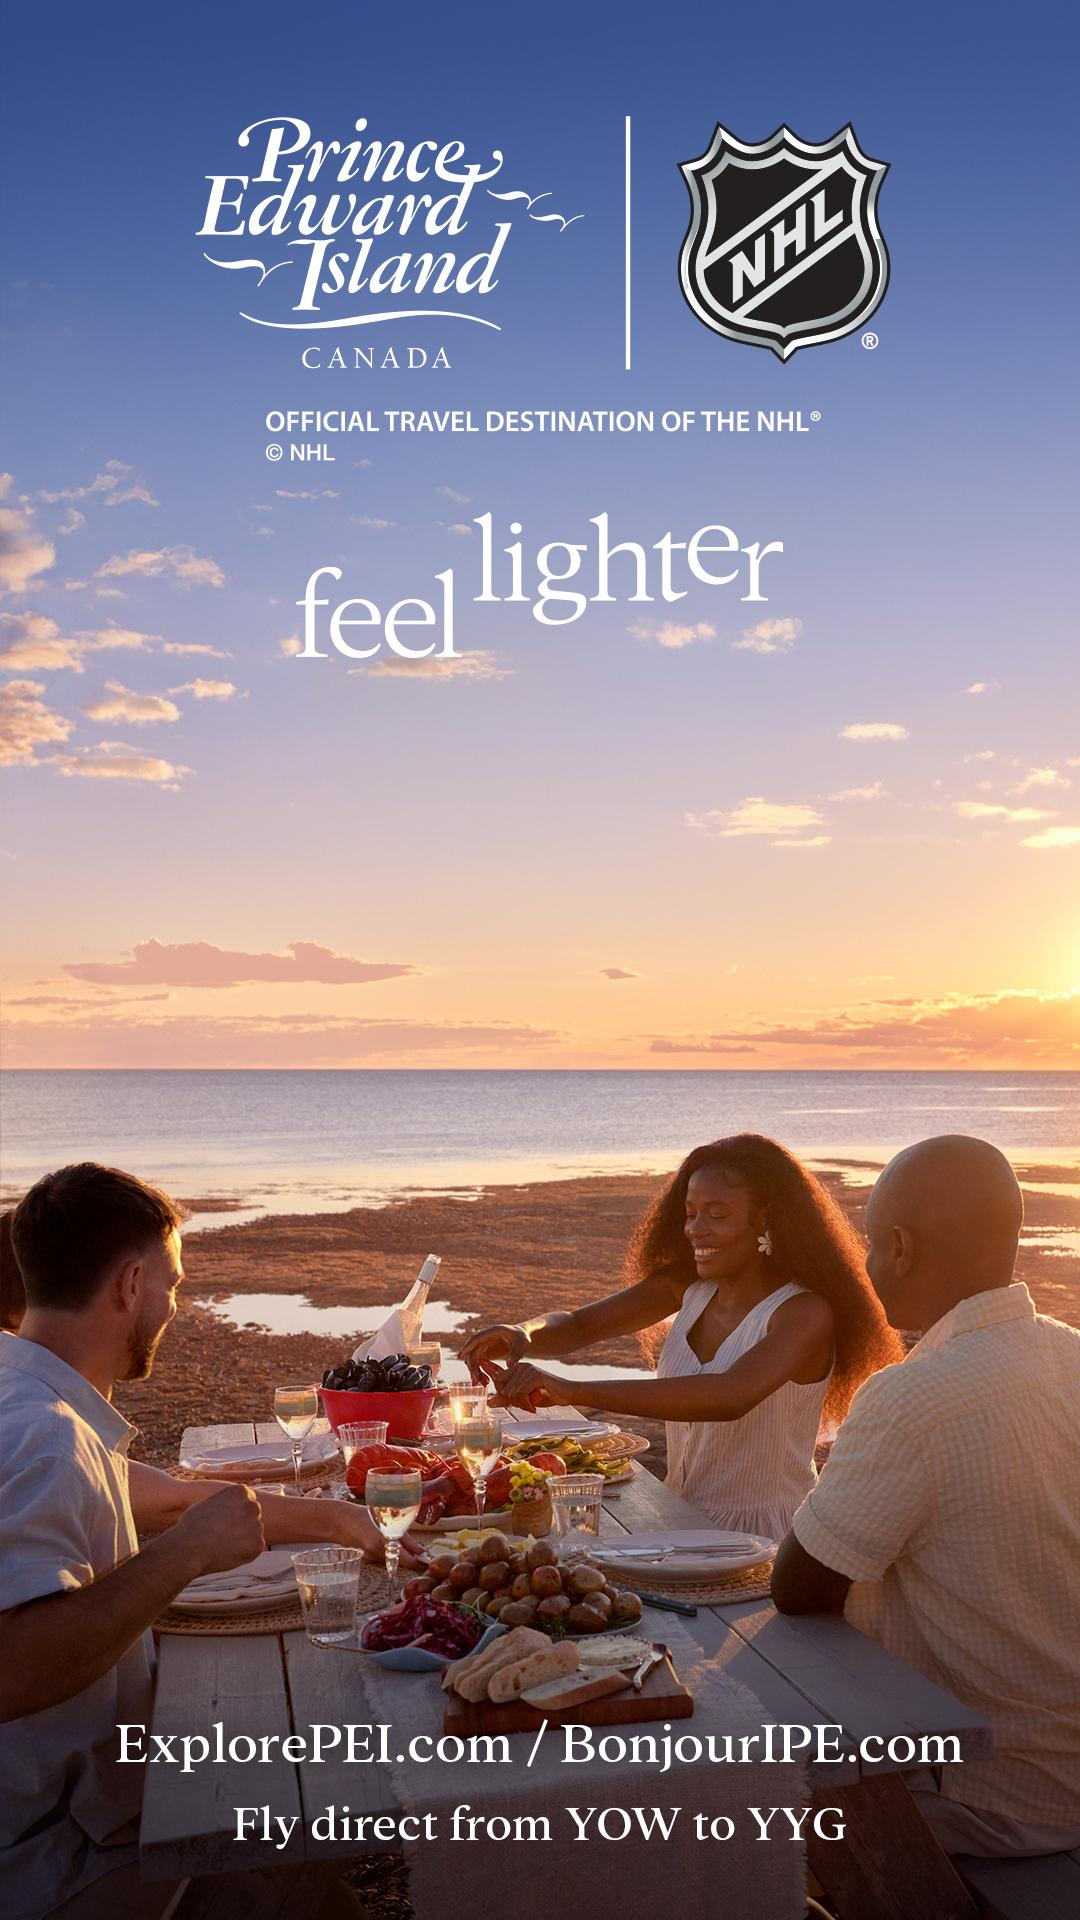 Prince
Edward
Island
CANADA
NHL
®
OFFICIAL TRAVEL DESTINATION OF THE NHL®
© NHL
feel lighter
ExplorePEI.com / BonjourIPE.com
Fly direct from YOW to YYG